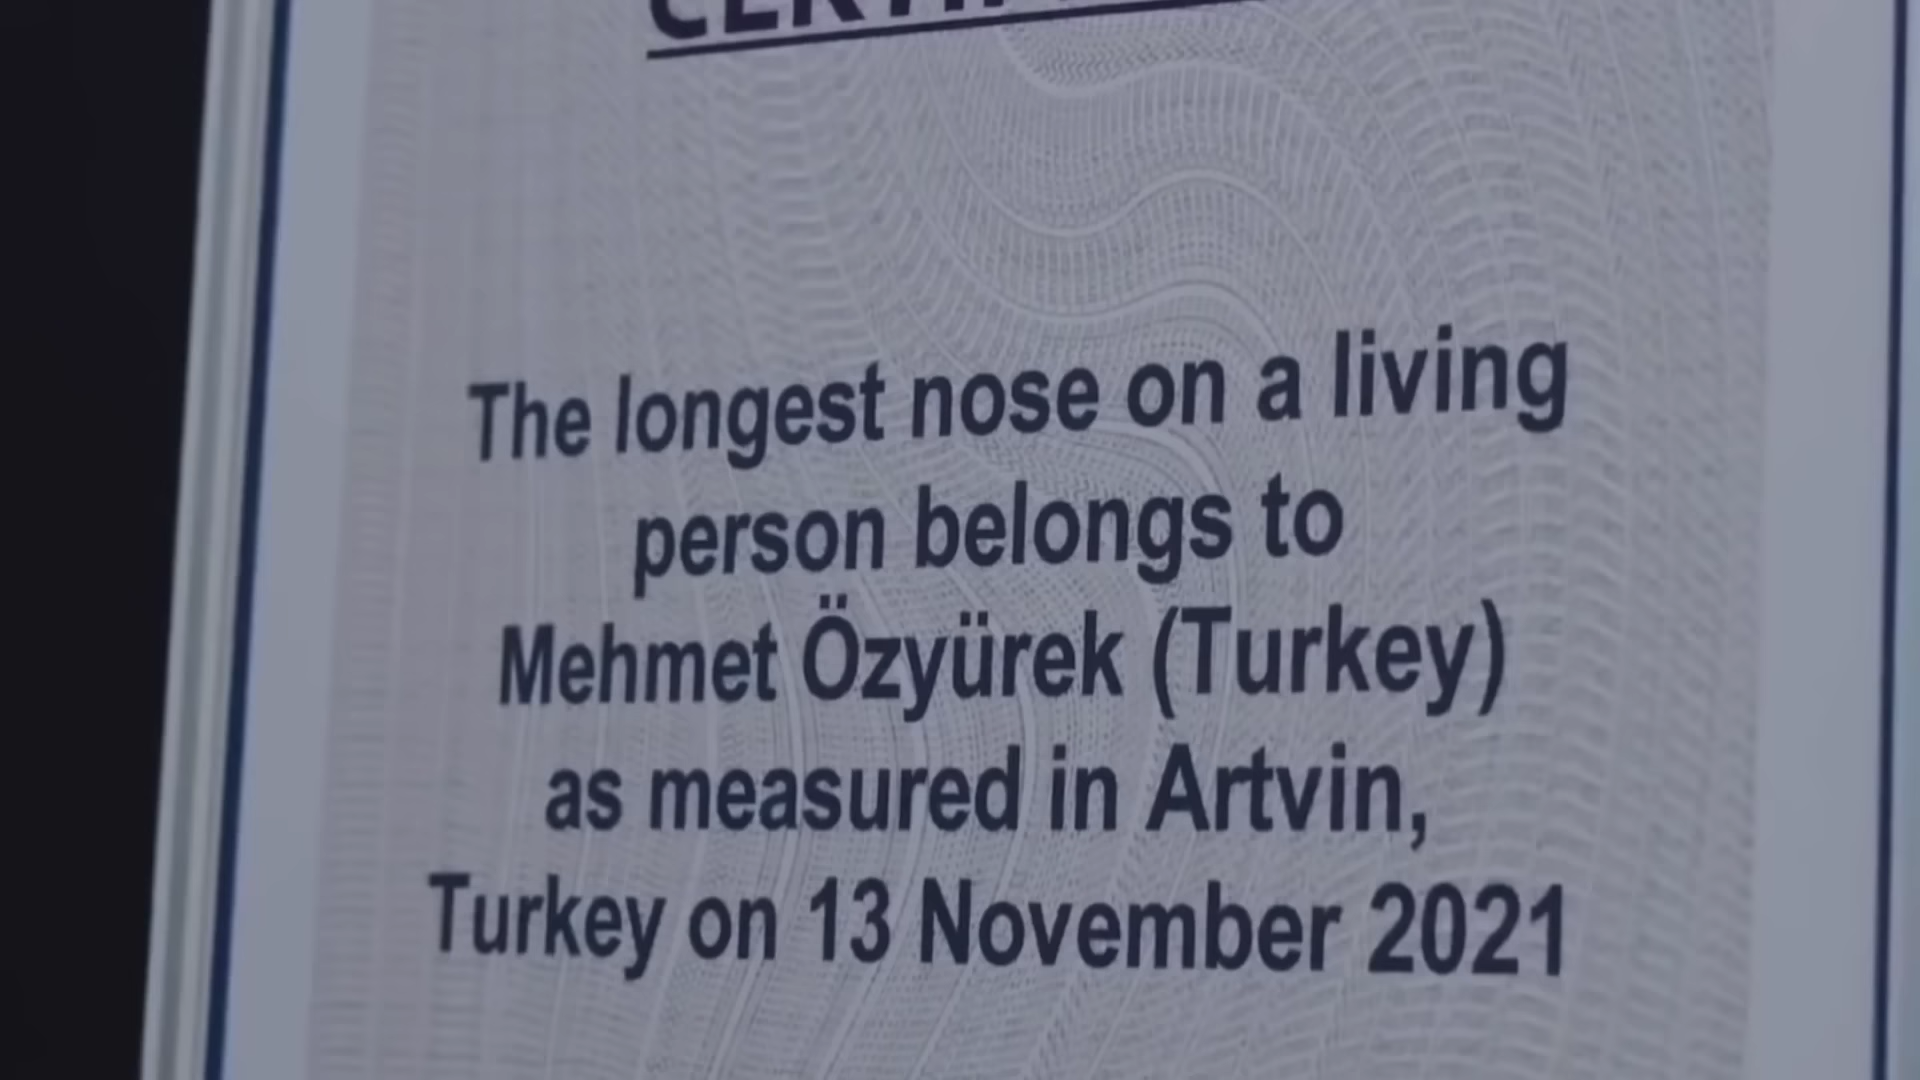 The longest nose on a living
person belongs to
Mehmet Özyürek (Turkey)
as measured in Artvin,
Turkey on 13 November 2021